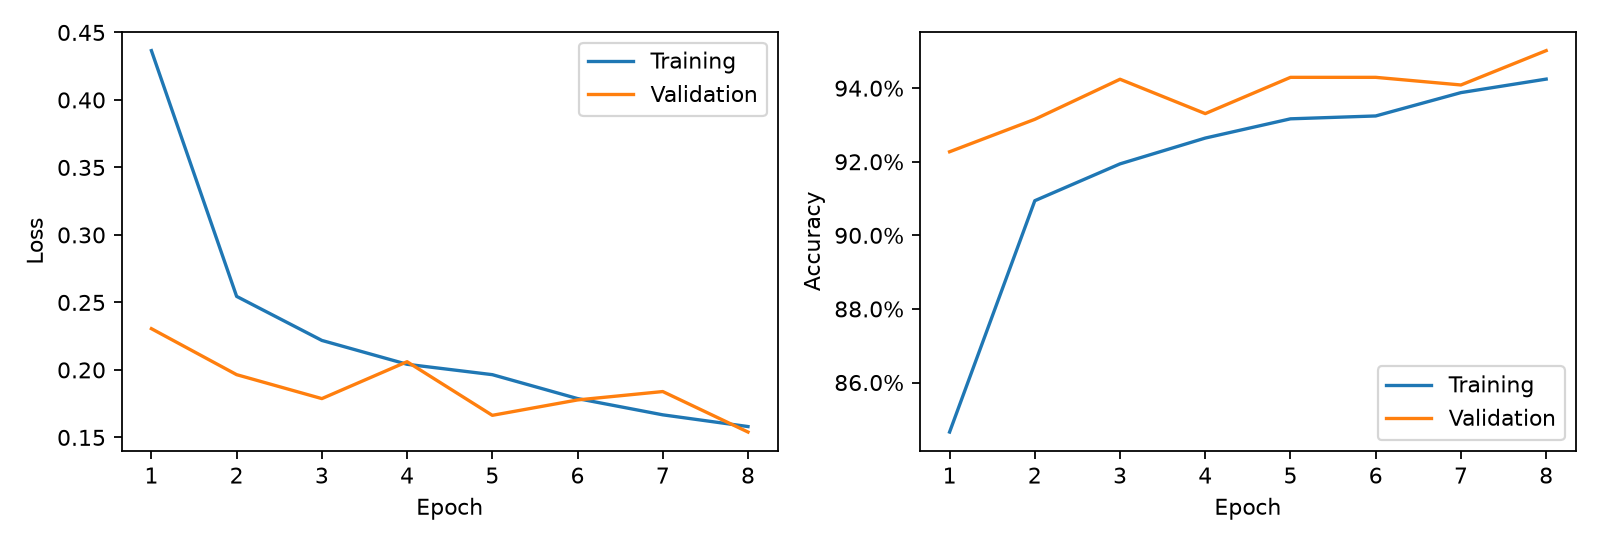 0.45
0.40
0.35
0.30
0.25
0.20
0.15
Loss
1 2 3 4 5 6 7 8
Epoch
Training
Validation
94.0%
92.0%
90.0%
88.0%
86.0%
Accuracy
1 2 3 4 5 6 7 8
Epoch
Training
Validation